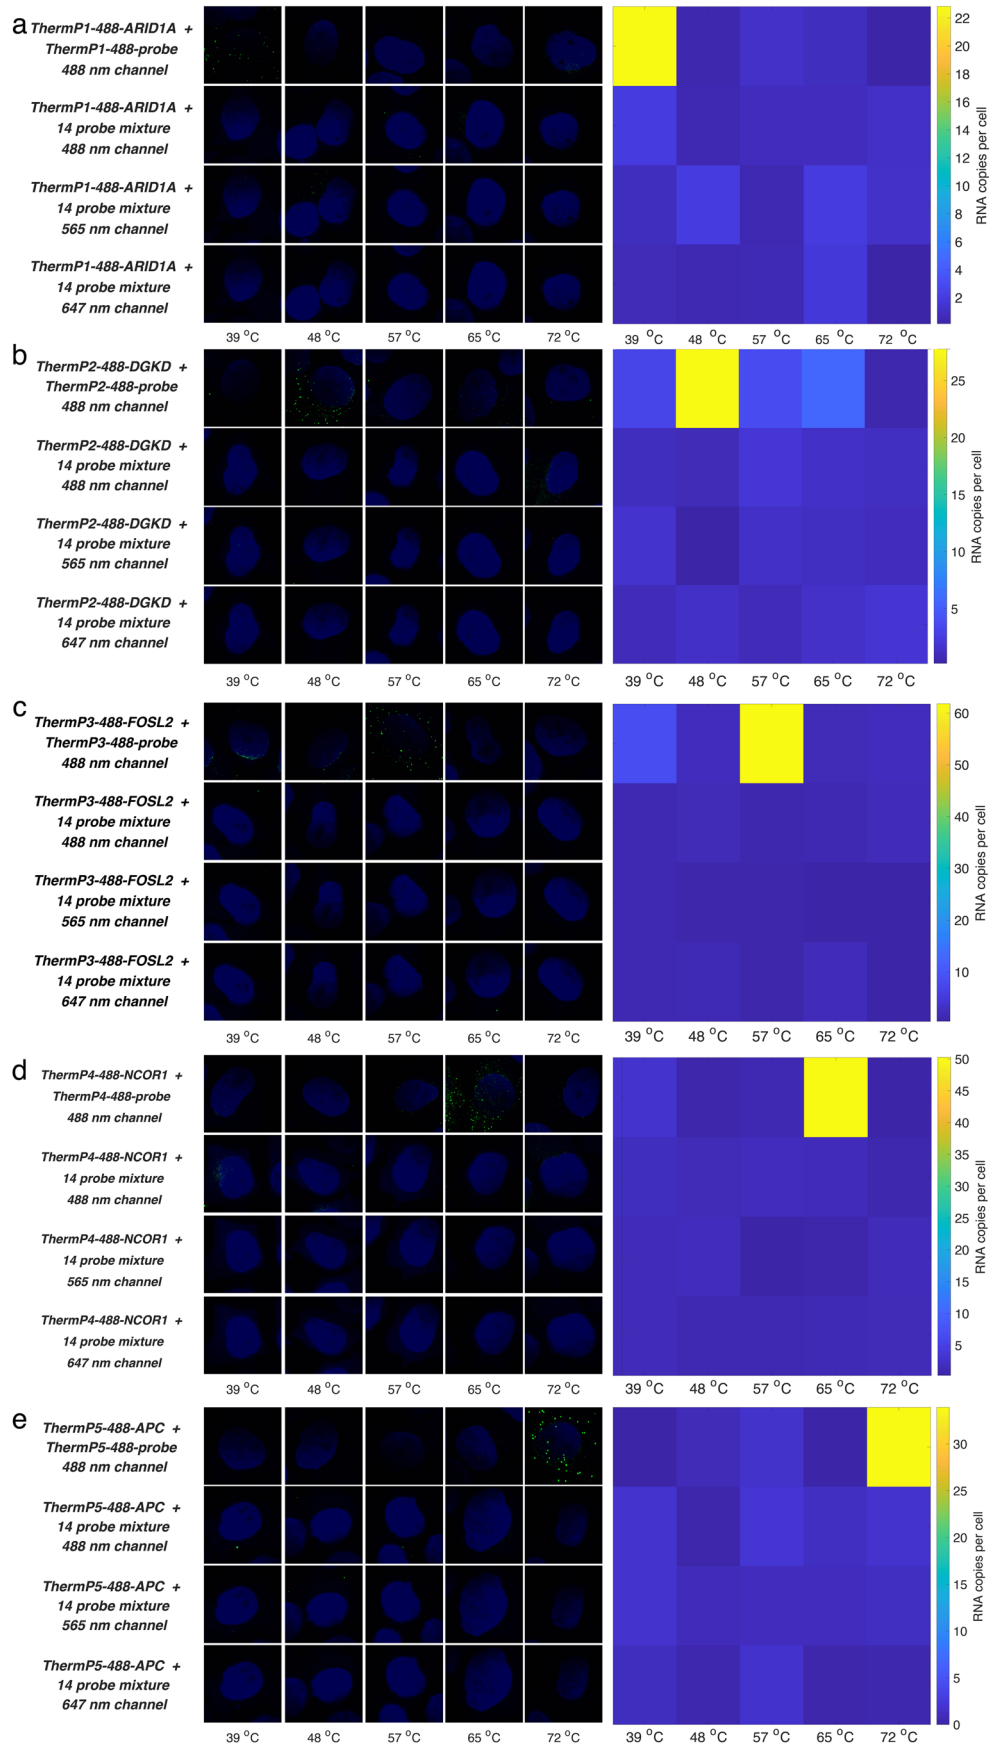 a
ThermP1-488-ARID1A +
ThermP1-488-probe
488 nm channel
ThermP1-488-ARID1A +
14 probe mixture
488 nm channel
ThermP1-488-ARID1A +
14 probe mixture
565 nm channel
ThermP1-488-ARID1A +
14 probe mixture
647 nm channel
39 °C 48 °C 57 °C 65 °C 72 °C
39 °C 48 °C 57 °C 65 °C 72 °C
22
20
18
16
14
12
10
8
6
4
2
RNA copies per cell
b
ThermP2-488-DGKD +
ThermP2-488-probe
488 nm channel
ThermP2-488-DGKD +
14 probe mixture
488 nm channel
ThermP2-488-DGKD +
14 probe mixture
565 nm channel
ThermP2-488-DGKD +
14 probe mixture
647 nm channel
39 °C 48 °C 57 °C 65 °C 72 °C
39 °C 48 °C 57 °C 65 °C 72 °C
25
20
15
10
5
RNA copies per cell
c
ThermP3-488-FOSL2 +
ThermP3-488-probe
488 nm channel
ThermP3-488-FOSL2 +
14 probe mixture
488 nm channel
ThermP3-488-FOSL2 +
14 probe mixture
565 nm channel
ThermP3-488-FOSL2 +
14 probe mixture
647 nm channel
39 °C 48 °C 57 °C 65 °C 72 °C
39 °C 48 °C 57 °C 65 °C 72 °C
60
50
40
30
20
10
RNA copies per cell
d
ThermP4-488-NCOR1 +
ThermP4-488-probe
488 nm channel
ThermP4-488-NCOR1 +
14 probe mixture
488 nm channel
ThermP4-488-NCOR1 +
14 probe mixture
565 nm channel
ThermP4-488-NCOR1 +
14 probe mixture
647 nm channel
39 °C 48 °C 57 °C 65 °C 72 °C
39 °C 48 °C 57 °C 65 °C 72 °C
50
45
40
35
30
25
20
15
10
5
RNA copies per cell
e
ThermP5-488-APC +
ThermP5-488-probe
488 nm channel
ThermP5-488-APC +
14 probe mixture
488 nm channel
ThermP5-488-APC +
14 probe mixture
565 nm channel
ThermP5-488-APC +
14 probe mixture
647 nm channel
39 °C 48 °C 57 °C 65 °C 72 °C
39 °C 48 °C 57 °C 65 °C 72 °C
30
25
20
15
10
5
0
RNA copies per cell